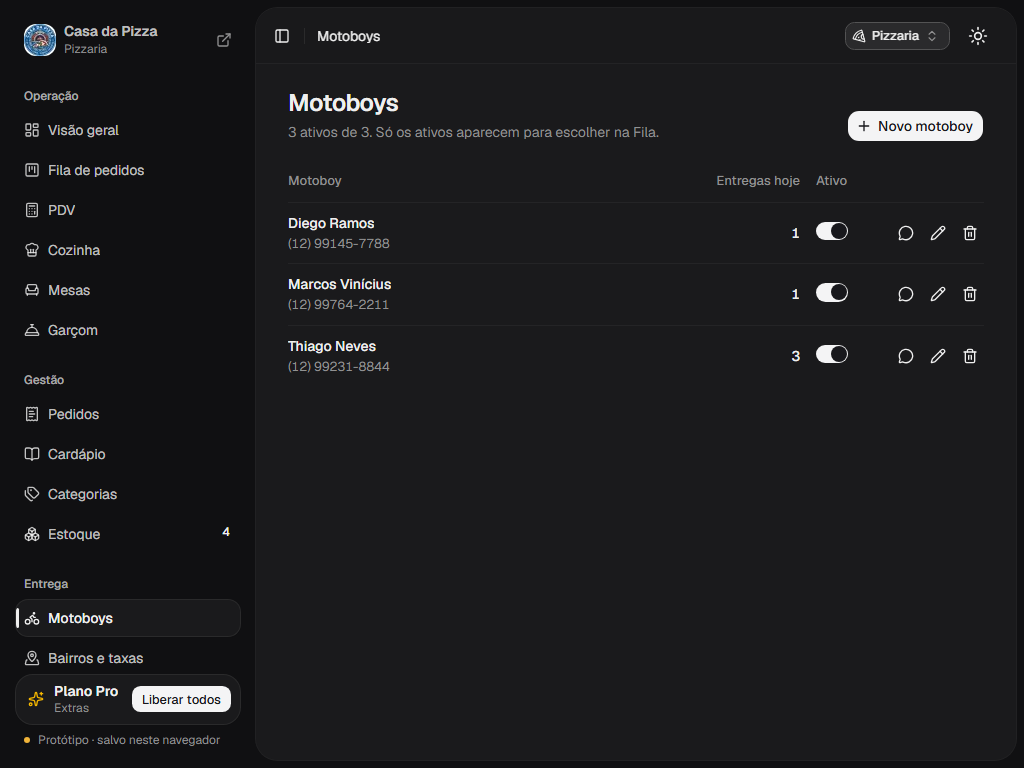 Casa da Pizza
Pizzaria
Operação
Visão geral
Fila de pedidos
PDV
Cozinha
Mesas
Garçom
Gestão
Pedidos
Cardápio
Categorias
Estoque 4
Entrega
Motoboys
Bairros e taxas
Plano Pro
Extras
Liberar todos
Protótipo · salvo neste navegador
Motoboys
Pizzaria
Motoboys
3 ativos de 3. Só os ativos aparecem para escolher na Fila.
Novo motoboy
Motoboy Entregas hoje Ativo
Diego Ramos
(12) 99145-7788
1
Marcos Vinícius
(12) 99764-2211
1
Thiago Neves
(12) 99231-8844
3